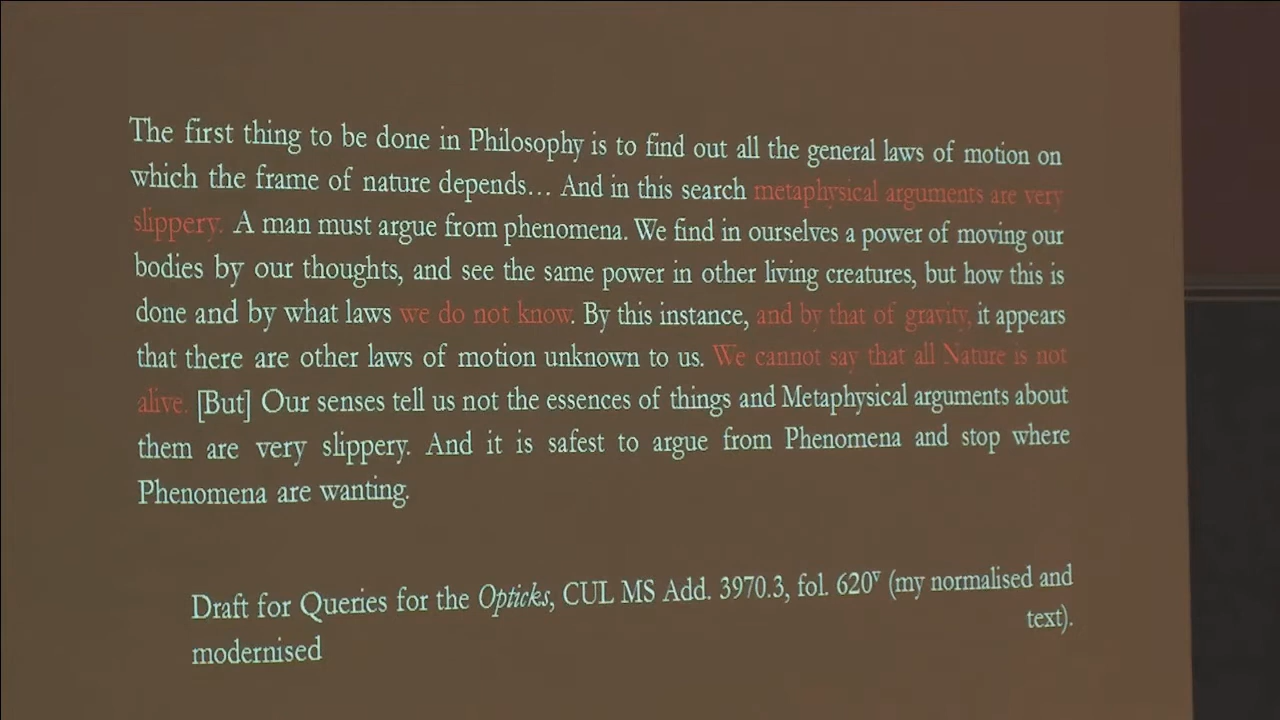 The first thing to be done in Philosophy is to find out all the general laws of motion on
which the frame of nature depends... And in this search metaphysical arguments are very
slippery. A man must argue from phenomena. We find in ourselves a power of moving our
bodies by our thoughts, and see the same power in other living creatures, but how this is
done and by what laws we do not know. By this instance, and by that of gravity, it appears
that there are other laws of motion unknown to us. We cannot say that all Nature is not
alive. [But] Our senses tell us not the essences of things and Metaphysical arguments about
them are very slippery. And it is safest to argue from Phenomena and stop where
Phenomena are wanting.
Draft for Queries for the Opticks, CUL MS Add. 3970.3, fol. 620ᵛ (my normalised and
modernised text).